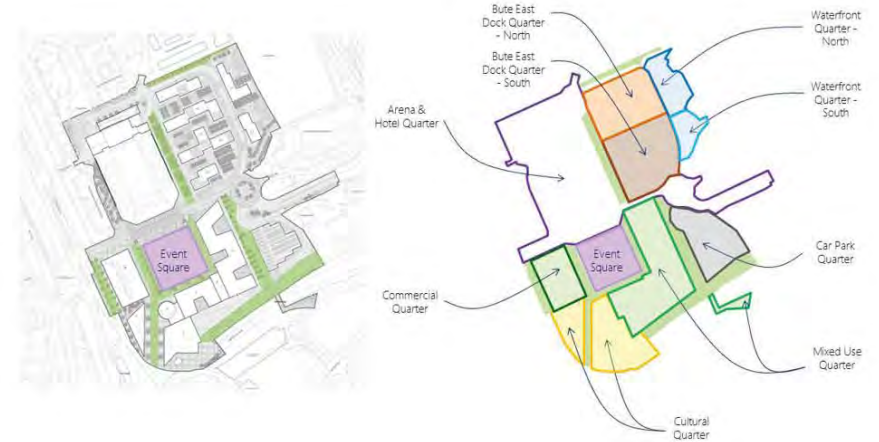 Event
Square
Bute East
Dock Quarter
- North
Bute East
Dock Quarter
- South
Waterfront
Quarter -
North
Waterfront
Quarter -
South
Arena &
Hotel Quarter
Event
Square
Car Park
Quarter
Commercial
Quarter
Mixed Use
Quarter
Cultural
Quarter